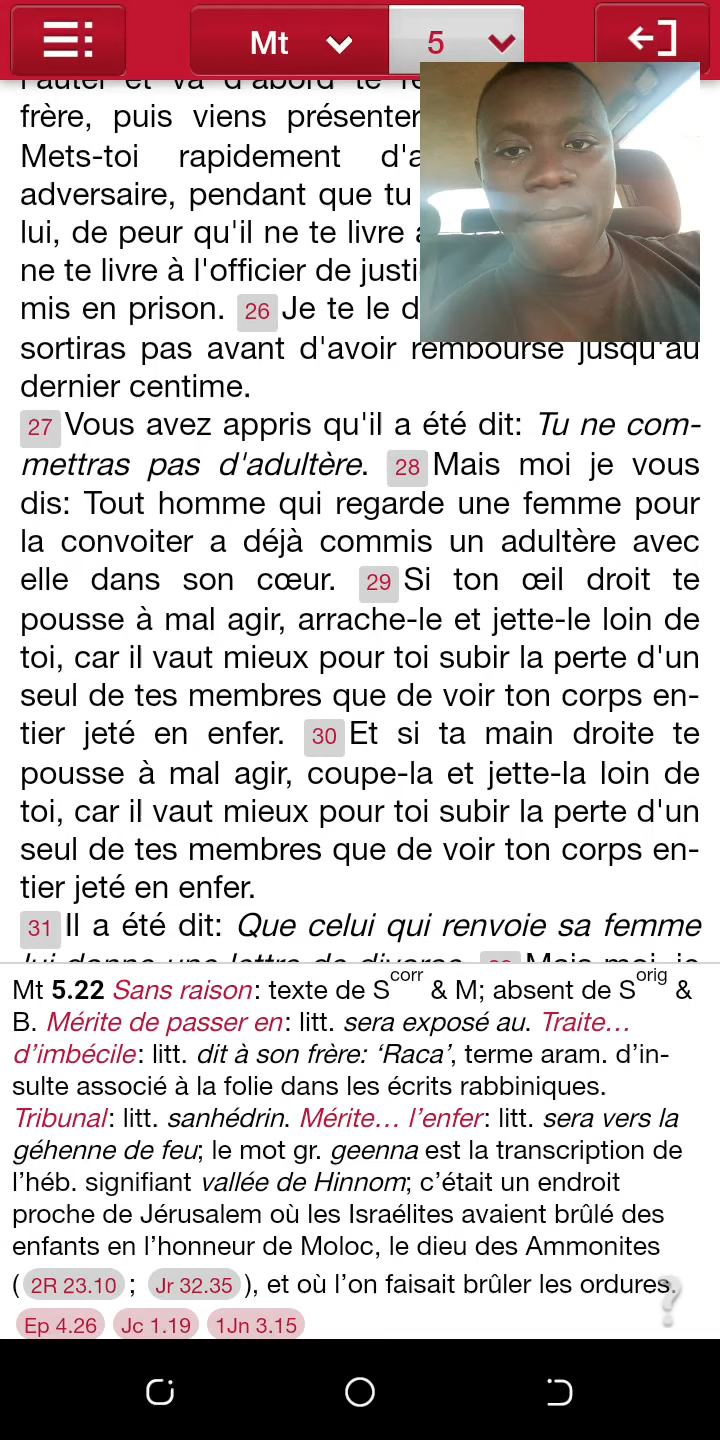 Mt
5
frère, puis viens présenter
Mets-toi rapidement d'a
adversaire, pendant que tu
lui, de peur qu'il ne te livre
ne te livre à l'officier de justi
mis en prison. 26 Je te le d
sortiras pas avant d'avoir remboursé jusqu'au
dernier centime.
27 Vous avez appris qu'il a été dit: Tu ne com-
mettras pas d'adultère. 28 Mais moi je vous
dis: Tout homme qui regarde une femme pour
la convoiter a déjà commis un adultère avec
elle dans son cœur. 29 Si ton œil droit te
pousse à mal agir, arrache-le et jette-le loin de
toi, car il vaut mieux pour toi subir la perte d'un
seul de tes membres que de voir ton corps en-
tier jeté en enfer. 30 Et si ta main droite te
pousse à mal agir, coupe-la et jette-la loin de
toi, car il vaut mieux pour toi subir la perte d'un
seul de tes membres que de voir ton corps en-
tier jeté en enfer.
31 Il a été dit: Que celui qui renvoie sa femme
lui donne une lettre de divorce. Mais moi, je
Mt 5.22 Sans raison: texte de Scorr & M; absent de Sorig &
B. Mérite de passer en: litt. sera exposé au. Traite…
d’imbécile: litt. dit à son frère: ‘Raca’, terme aram. d’in-
sulte associé à la folie dans les écrits rabbiniques.
Tribunal: litt. sanhédrin. Mérite… l’enfer: litt. sera vers la
géhenne de feu; le mot gr. geenna est la transcription de
l’héb. signifiant vallée de Hinnom; c’était un endroit
proche de Jérusalem où les Israélites avaient brûlé des
enfants en l’honneur de Moloc, le dieu des Ammonites
( 2R 23.10 ; Jr 32.35 ), et où l’on faisait brûler les ordures.
Ep 4.26 Jc 1.19 1Jn 3.15
?